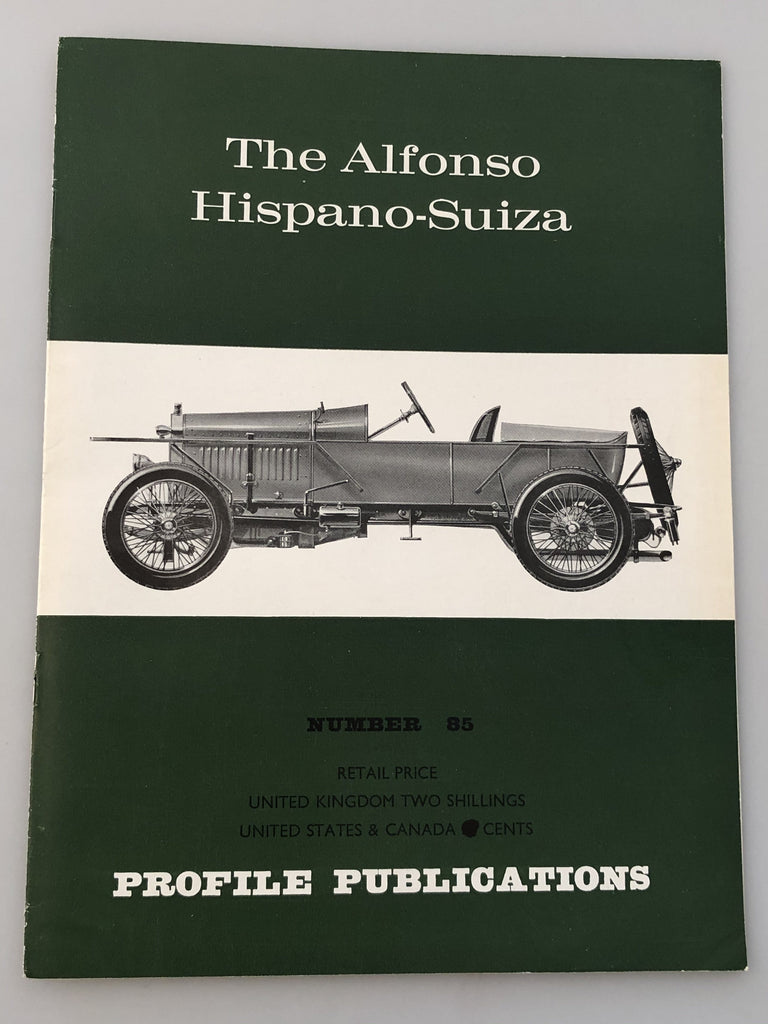 The Alfonso
Hispano-Suiza
NUMBER 85
RETAIL PRICE
UNITED KINGDOM TWO SHILLINGS
UNITED STATES & CANADA CENTS
PROFILE PUBLICATIONS